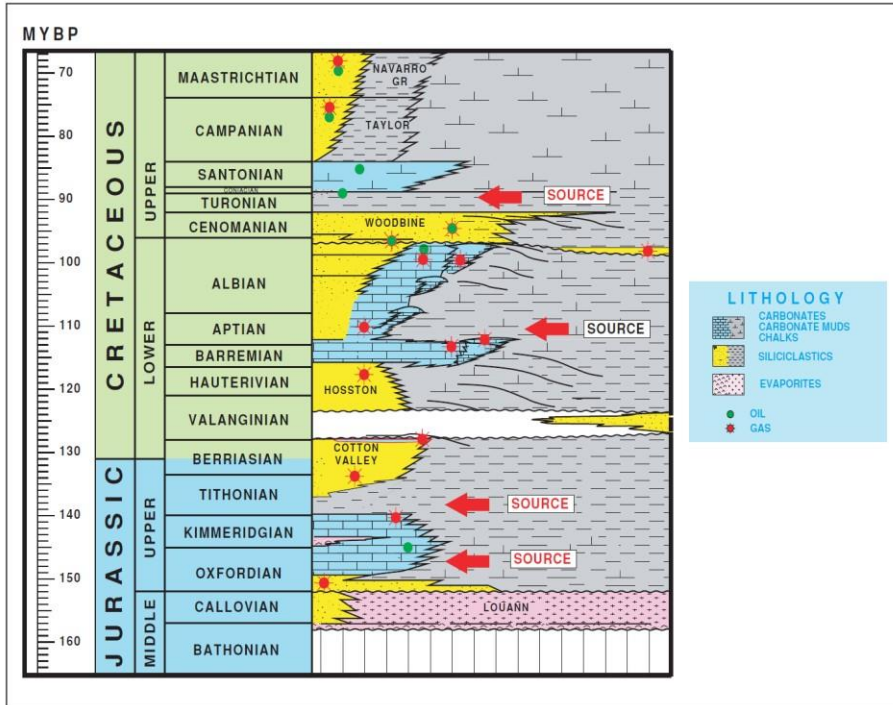 MYBP
70
80
90
100
110
120
130
140
150
160
CRETACEOUS
JURASSIC
UPPER
LOWER
UPPER
MIDDLE
MAASTRICHTIAN
CAMPANIAN
SANTONIAN
CONIACIAN
TURONIAN
CENOMANIAN
ALBIAN
APTIAN
BARREMIAN
HAUTERIVIAN
VALANGINIAN
BERRIASIAN
TITHONIAN
KIMMERIDGIAN
OXFORDIAN
CALLOVIAN
BATHONIAN
NAVARRO
GR
TAYLOR
SOURCE
WOODBINE
SOURCE
HOSSTON
COTTON
VALLEY
SOURCE
SOURCE
LOUANN
LITHOLOGY
CARBONATES
CARBONATE MUDS
CHALKS
SILICICLASTICS
EVAPORITES
OIL
GAS